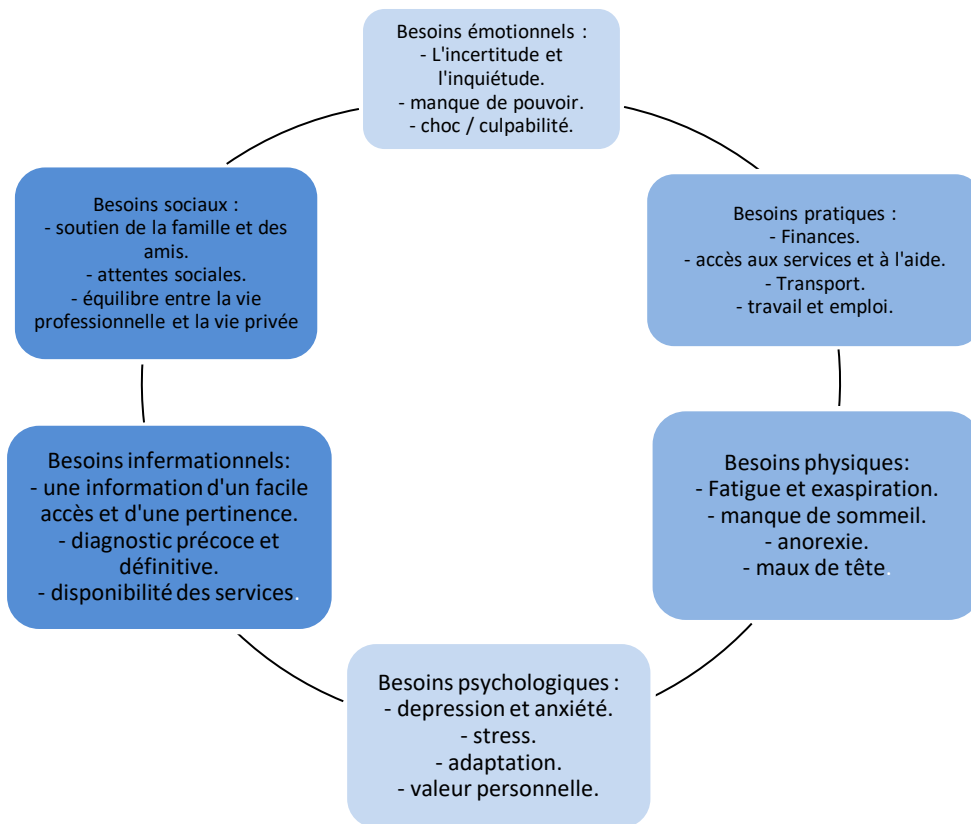 Besoins émotionnels :
- L'incertitude et
l'inquiétude.
- manque de pouvoir.
- choc / culpabilité.
Besoins pratiques :
- Finances.
- accès aux services et à l'aide.
- Transport.
- travail et emploi.
Besoins physiques:
- Fatigue et exaspiration.
- manque de sommeil.
- anorexie.
- maux de tête.
Besoins psychologiques :
- depression et anxiété.
- stress.
- adaptation.
- valeur personnelle.
Besoins infermationnels:
- une information d'un facile
accès et d'une pertinence.
- diagnostic précoce et
définitive.
- disponibilité des services.
Besoins sociaux :
- soutien de la famille et des
amis.
- attentes sociales.
- équilibre entre la vie
professionnelle et la vie privée